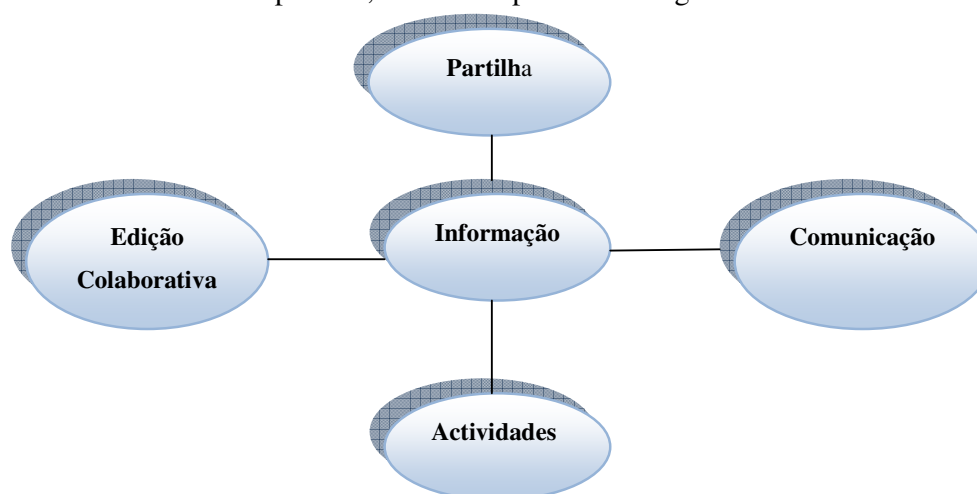 Partilha
Edição
Colaborativa
Informação
Comunicação
Actividades